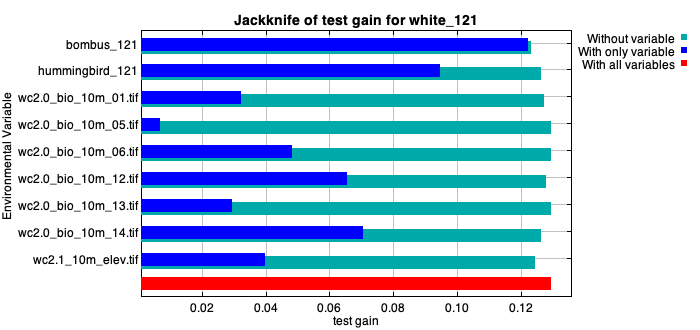 Jackknife of test gain for white_121
Without variable
With only variable
With all variables
Environmental Variable
bombus_121
hummingbird_121
wc2.0_bio_10m_01.tif
wc2.0_bio_10m_05.tif
wc2.0_bio_10m_06.tif
wc2.0_bio_10m_12.tif
wc2.0_bio_10m_13.tif
wc2.0_bio_10m_14.tif
wc2.1_10m_elev.tif
0.02 0.04 0.06 0.08 0.10 0.12
test gain